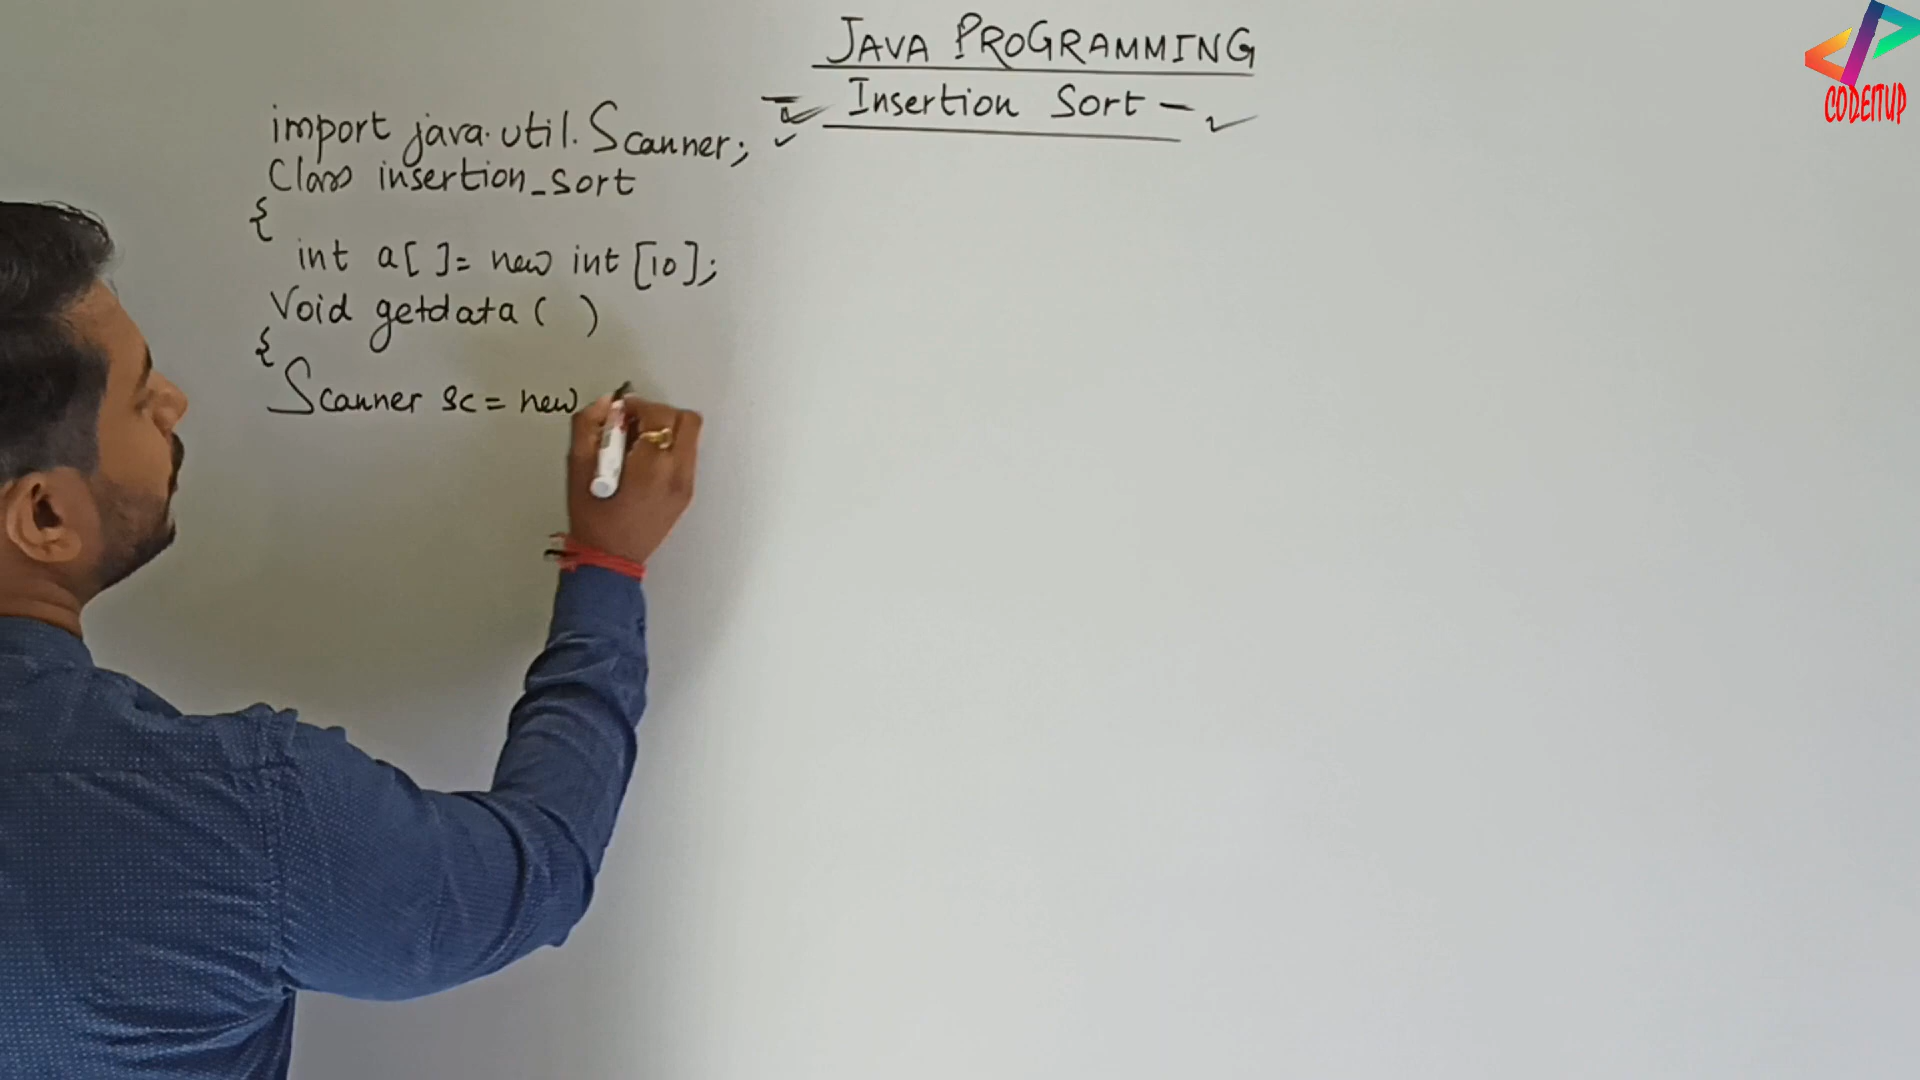 JAVA PROGRAMMING
Insertion Sort -
CODEITUP
import java.util.Scanner;
Class insertion_sort
{
int a[ ]= new int [10];
Void getdata ( )
{
Scanner sc = new